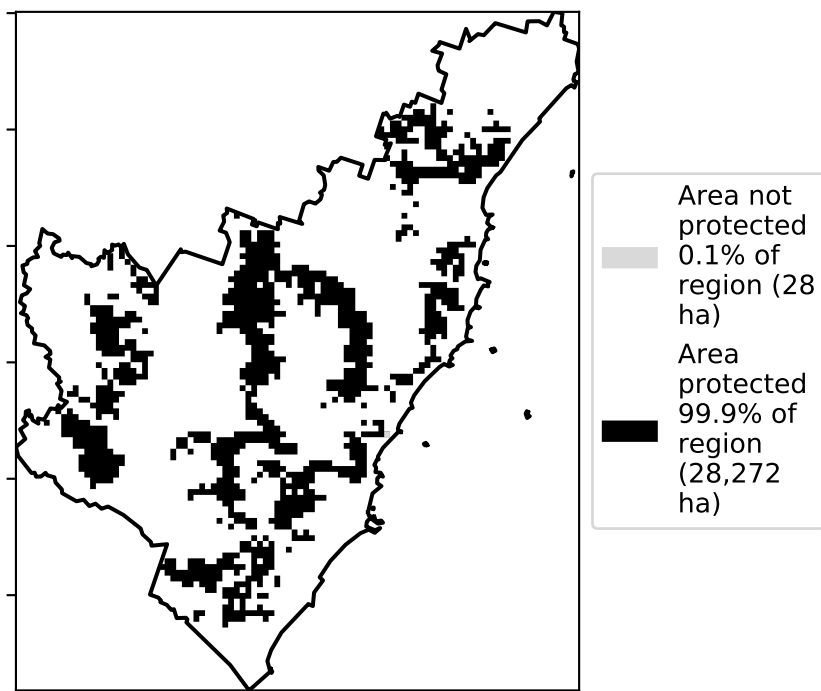 Area not
protected
0.1% of
region (28
ha)
Area
protected
99.9% of
region
(28,272
ha)